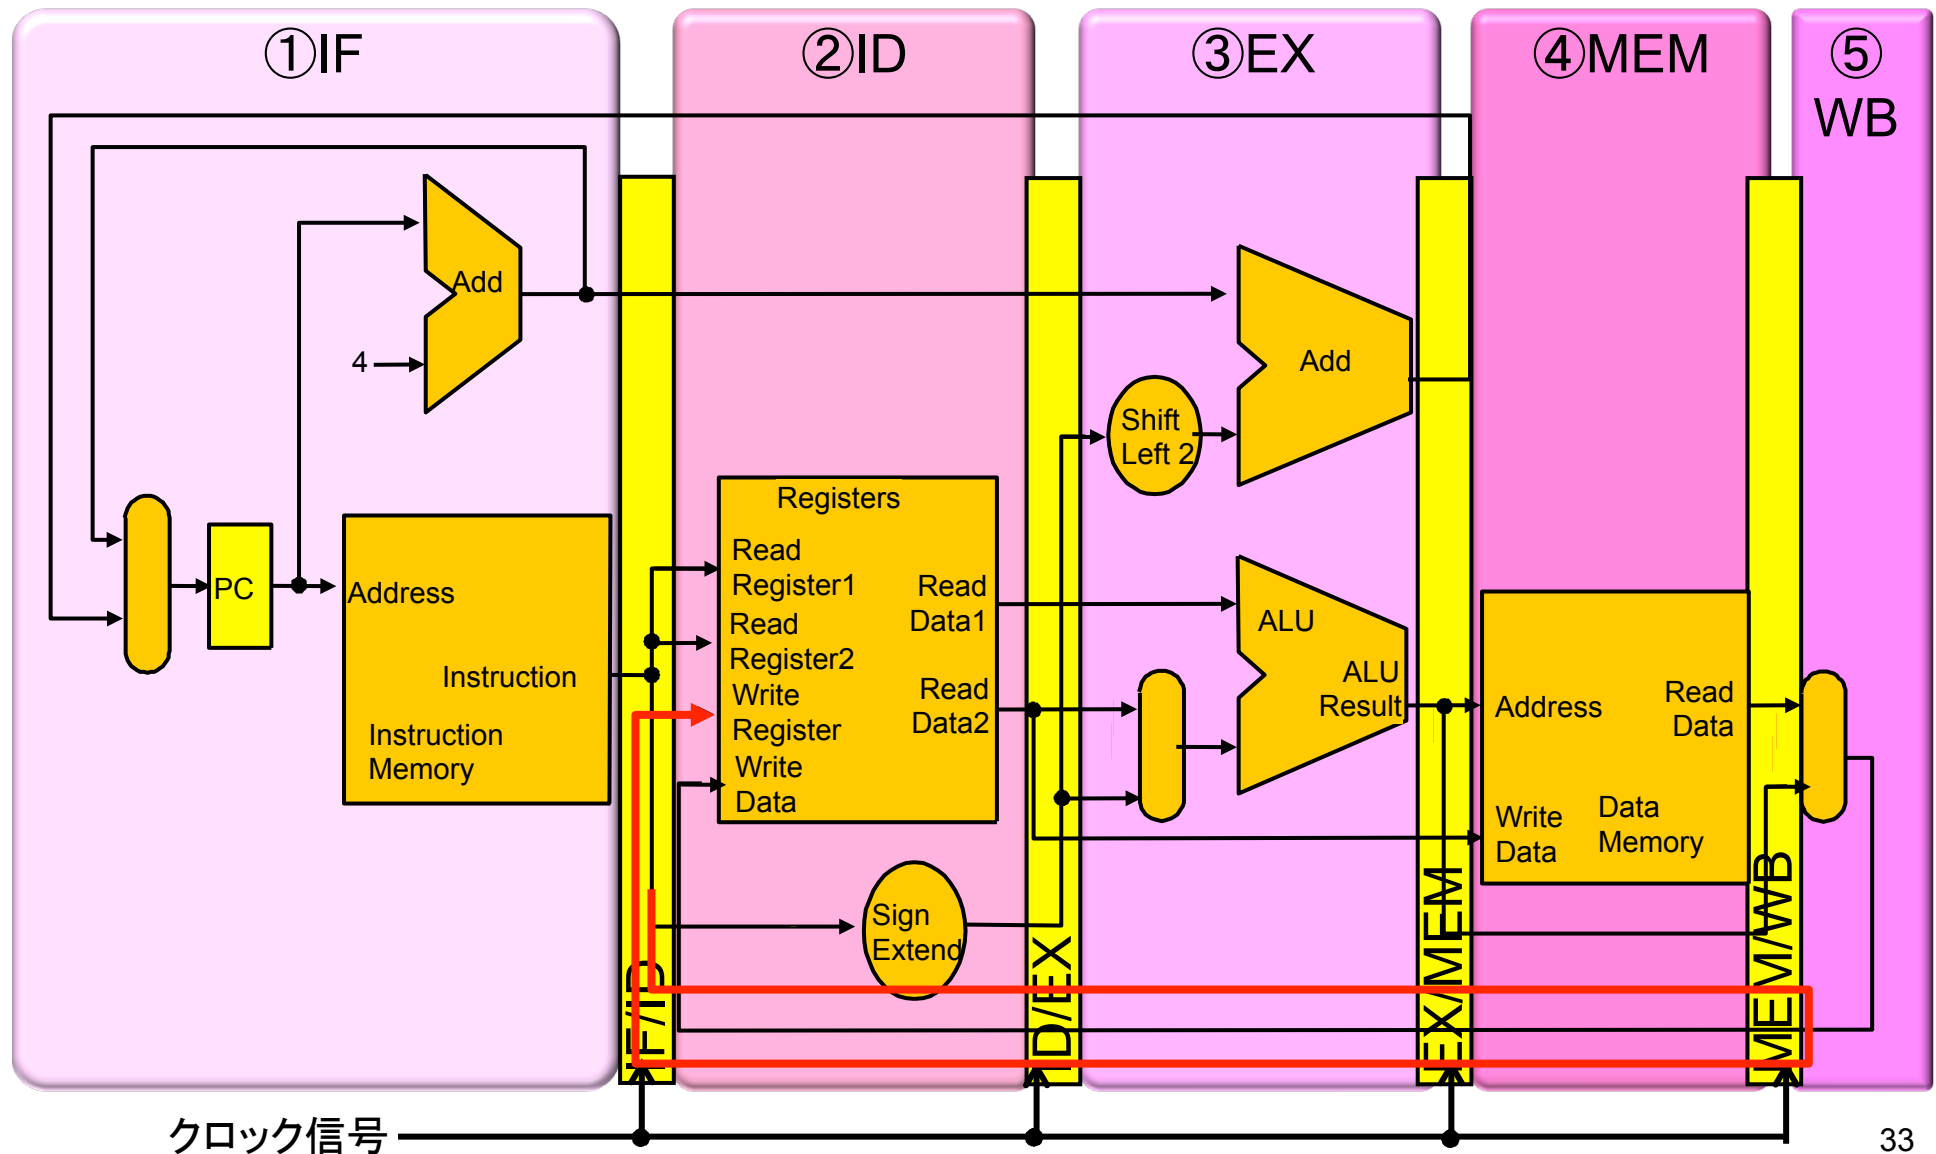 ①IF
②ID
③EX
④MEM
⑤
WB
Add
4
PC
Address
Instruction
Instruction
Memory
Registers
Read
Register1
Read
Register2
Write
Register
Write
Data
Read
Data1
Read
Data2
Sign
Extend
Shift
Left 2
Add
ALU
ALU
Result
Address
Read
Data
Write
Data
Data
Memory
IF/ID
ID/EX
EX/MEM
MEM/WB
クロック信号
33